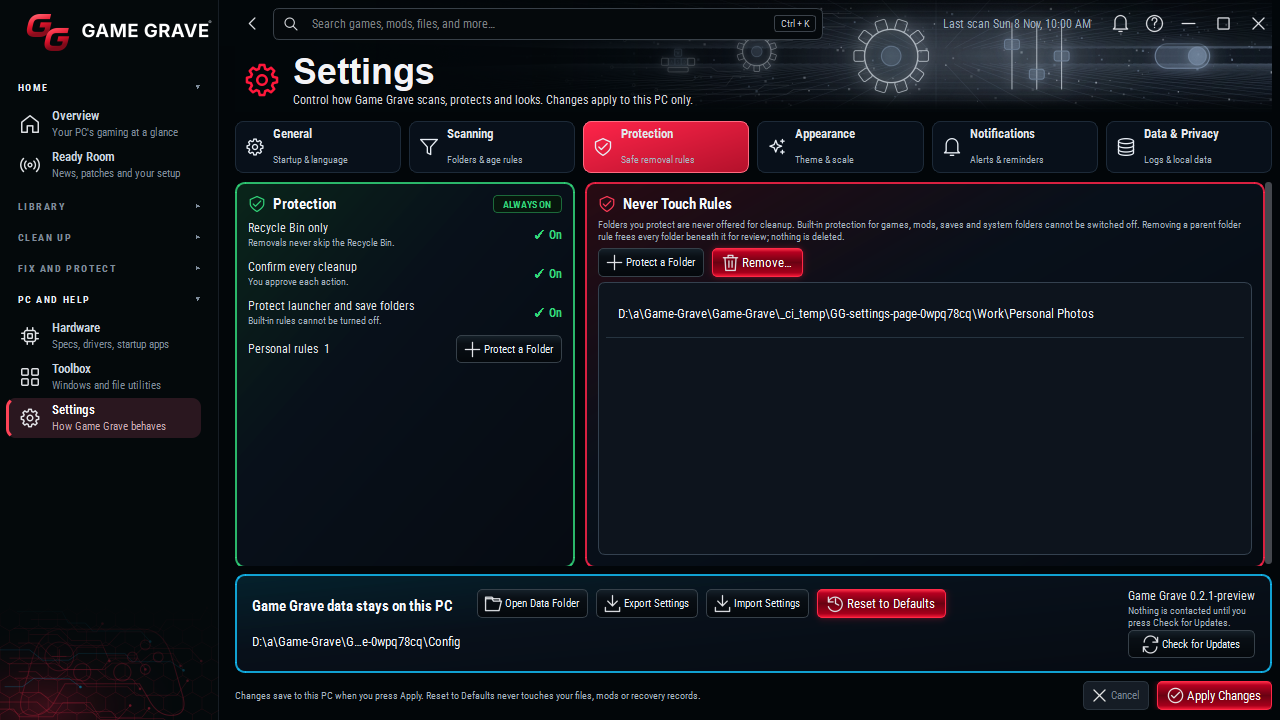 GAME GRAVE
Search games, mods, files, and more...
Ctrl + K
Last scan Sun 8 Nov, 10:00 AM
Settings
Control how Game Grave scans, protects and looks. Changes apply to this PC only.
HOME
Overview
Your PC's gaming at a glance
Ready Room
News, patches and your setup
LIBRARY
CLEAN UP
FIX AND PROTECT
PC AND HELP
Hardware
Specs, drivers, startup apps
Toolbox
Windows and file utilities
Settings
How Game Grave behaves
General
Startup & language
Scanning
Folders & age rules
Protection
Safe removal rules
Appearance
Theme & scale
Notifications
Alerts & reminders
Data & Privacy
Logs & local data
Protection
ALWAYS ON
Recycle Bin only
Removals never skip the Recycle Bin.
✓ On
Confirm every cleanup
You approve each action.
✓ On
Protect launcher and save folders
Built-in rules cannot be turned off.
✓ On
Personal rules 1
Protect a Folder
Never Touch Rules
Folders you protect are never offered for cleanup. Built-in protection for games, mods, saves and system folders cannot be switched off. Removing a parent folder
rule frees every folder beneath it for review; nothing is deleted.
Protect a Folder
Remove...
D:\a\Game-Grave\Game-Grave\_ci_temp\GG-settings-page-0wpq78cq\Work\Personal Photos
Game Grave data stays on this PC
Open Data Folder
Export Settings
Import Settings
Reset to Defaults
D:\a\Game-Grave\G...e-0wpq78cq\Config
Game Grave 0.2.1-preview
Nothing is contacted until you
press Check for Updates.
Check for Updates
Changes save to this PC when you press Apply. Reset to Defaults never touches your files, mods or recovery records.
Cancel
Apply Changes